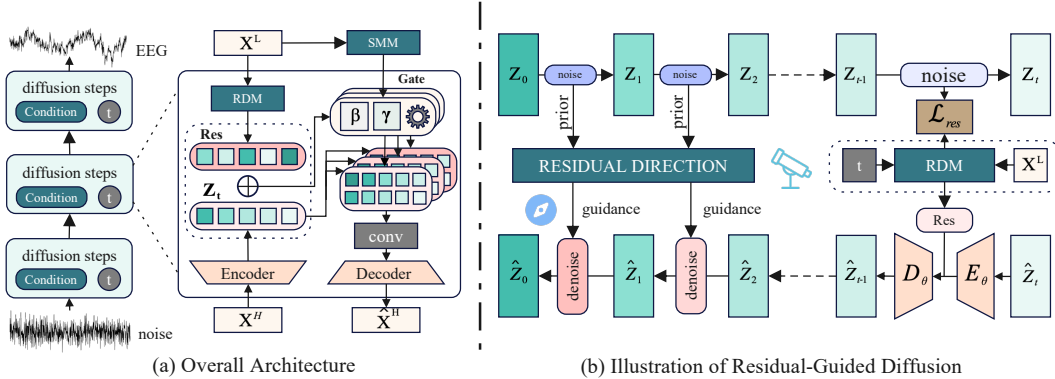 EEG
diffusion steps
Condition
t
diffusion steps
Condition
t
diffusion steps
Condition
t
noise
X^L
SMM
RDM
Gate
β
γ
Res
Z_t
conv
Encoder
Decoder
X^H
X̂^H
(a) Overall Architecture
Z_0
noise
Z_1
noise
Z_2
Z_{t-1}
noise
Z_t
prior
prior
𝓛_{res}
RESIDUAL DIRECTION
t
RDM
X^L
guidance
guidance
Res
Ẑ_0
denoise
Ẑ_1
denoise
Ẑ_2
Ẑ_{t-1}
D_θ
E_θ
Ẑ_t
(b) Illustration of Residual-Guided Diffusion